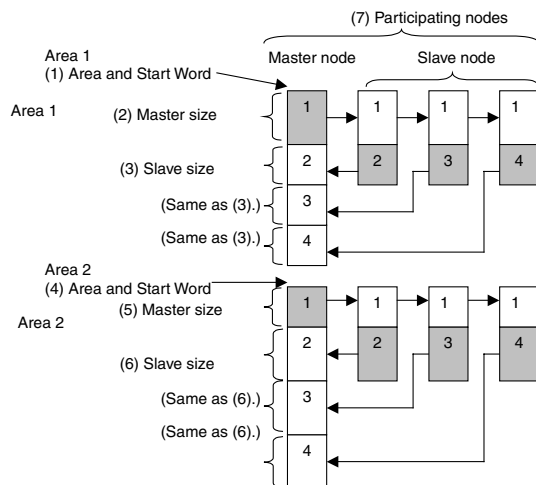 (7) Participating nodes
Master node
Slave node
Area 1
(1) Area and Start Word
Area 1
(2) Master size
1 1 1 1
(3) Slave size
2 2 3 4
(Same as (3).)
3
(Same as (3).)
4
Area 2
(4) Area and Start Word
(5) Master size
1 1 1 1
Area 2
2 2 3 4
(6) Slave size
(Same as (6).)
3
(Same as (6).)
4